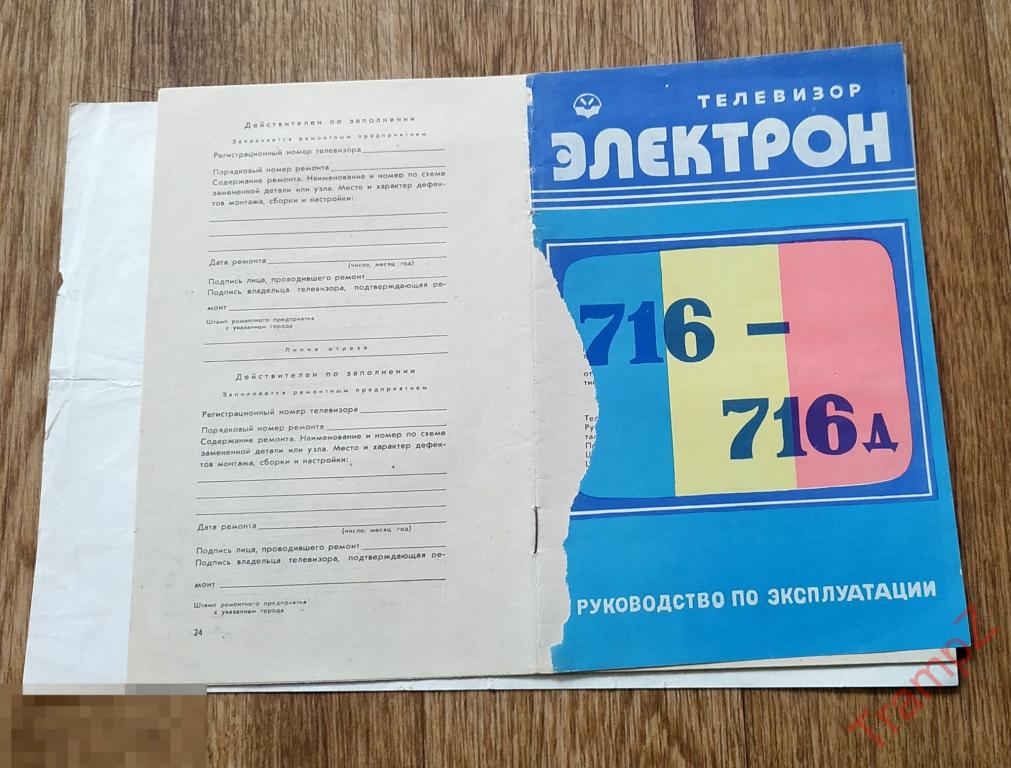 Действителен по заполнении
Заполняется ремонтным предприятием
Регистрационный номер телевизора
Порядковый номер ремонта
Содержание ремонта. Наименование и номер по схеме
замененной детали или узла. Место и характер дефек-
тов монтажа, сборки и настройки:
Дата ремонта
(число, месяц год)
Подпись лица, проводившего ремонт
Подпись владельца телевизора, подтверждающая ре-
монт
Штамп ремонтного предприятия
с указанием города
Линия отреза
Действителен по заполнении
Заполняется ремонтным предприятием
Регистрационный номер телевизора
Порядковый номер ремонта
Содержание ремонта. Наименование и номер по схеме
замененной детали или узла. Место и характер дефек-
тов монтажа, сборки и настройки:
Дата ремонта
(число, месяц год)
Подпись лица, проводившего ремонт
Подпись владельца телевизора, подтверждающая ре-
монт
Штамп ремонтного предприятия
с указанием города
24
ТЕЛЕВИЗОР
ЭЛЕКТРОН
716 –
716д
РУКОВОДСТВО ПО ЭКСПЛУАТАЦИИ
TrampZ